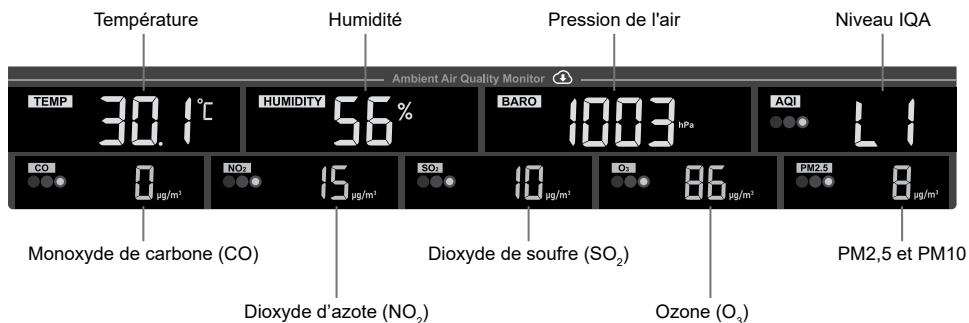 Température Humidité Pression de l'air Niveau IQA
Ambient Air Quality Monitor
TEMP 30.1 °C HUMIDITY 56 % BARO 1003 hPa AQI L1
CO 0 µg/m³ NO₂ 15 µg/m³ SO₂ 10 µg/m³ O₃ 86 µg/m³ PM2.5 8 µg/m³
Monoxyde de carbone (CO) Dioxyde de soufre (SO₂) PM2,5 et PM10
Dioxyde d’azote (NO₂) Ozone (O₃)